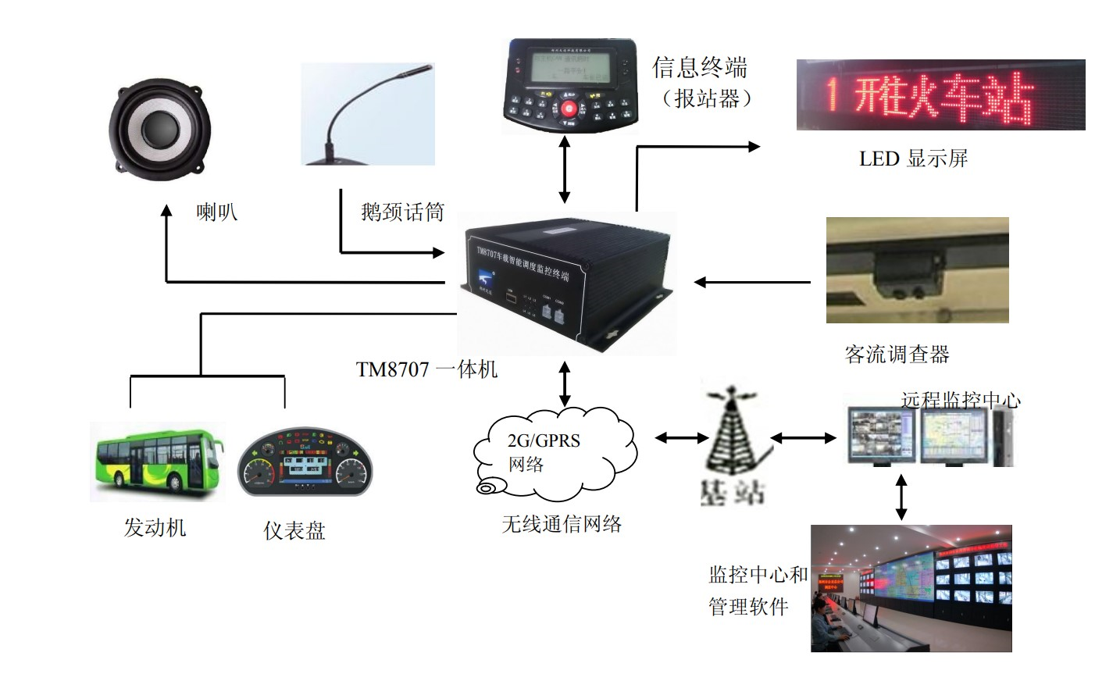 信息终端
（报站器）
1 开往火车站
LED 显示屏
喇叭
鹅颈话筒
TM8707车载智能调度监控终端
客流调查器
TM8707 一体机
远程监控中心
2G/GPRS
网络
基站
发动机
仪表盘
无线通信网络
监控中心和
管理软件